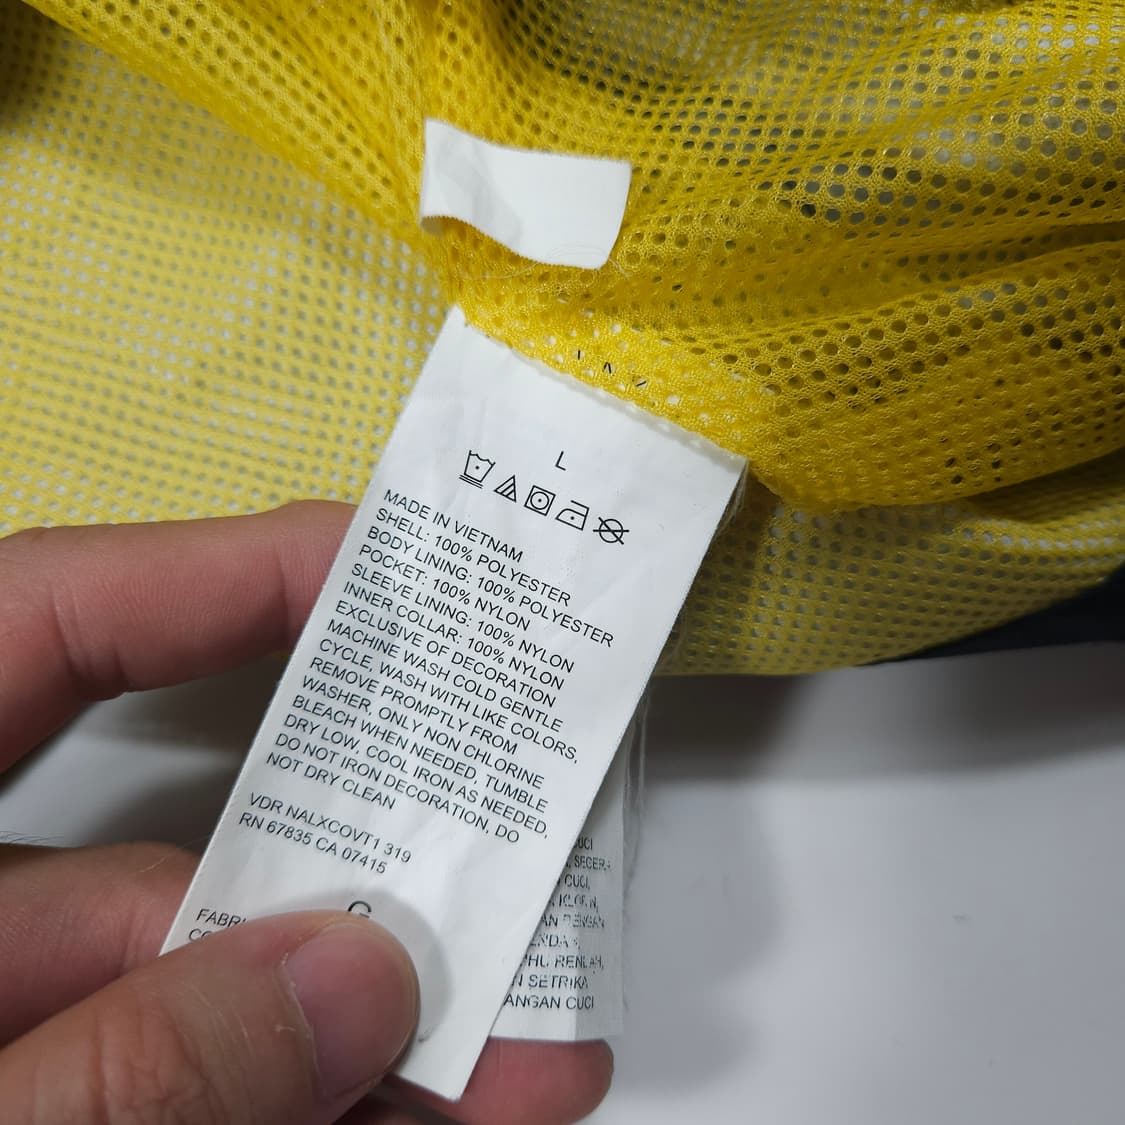 L
MADE IN VIETNAM
SHELL: 100% POLYESTER
BODY LINING: 100% POLYESTER
POCKET: 100% NYLON
SLEEVE LINING: 100% NYLON
INNER COLLAR: 100% NYLON
EXCLUSIVE OF DECORATION
MACHINE WASH COLD GENTLE
CYCLE, WASH WITH LIKE COLORS,
REMOVE PROMPTLY FROM
WASHER, ONLY NON CHLORINE
BLEACH WHEN NEEDED, TUMBLE
DRY LOW, COOL IRON AS NEEDED,
DO NOT IRON DECORATION, DO
NOT DRY CLEAN
VDR NALXCOVT1 319
RN 67835 CA 07415
G
SETRIKA
CUCI